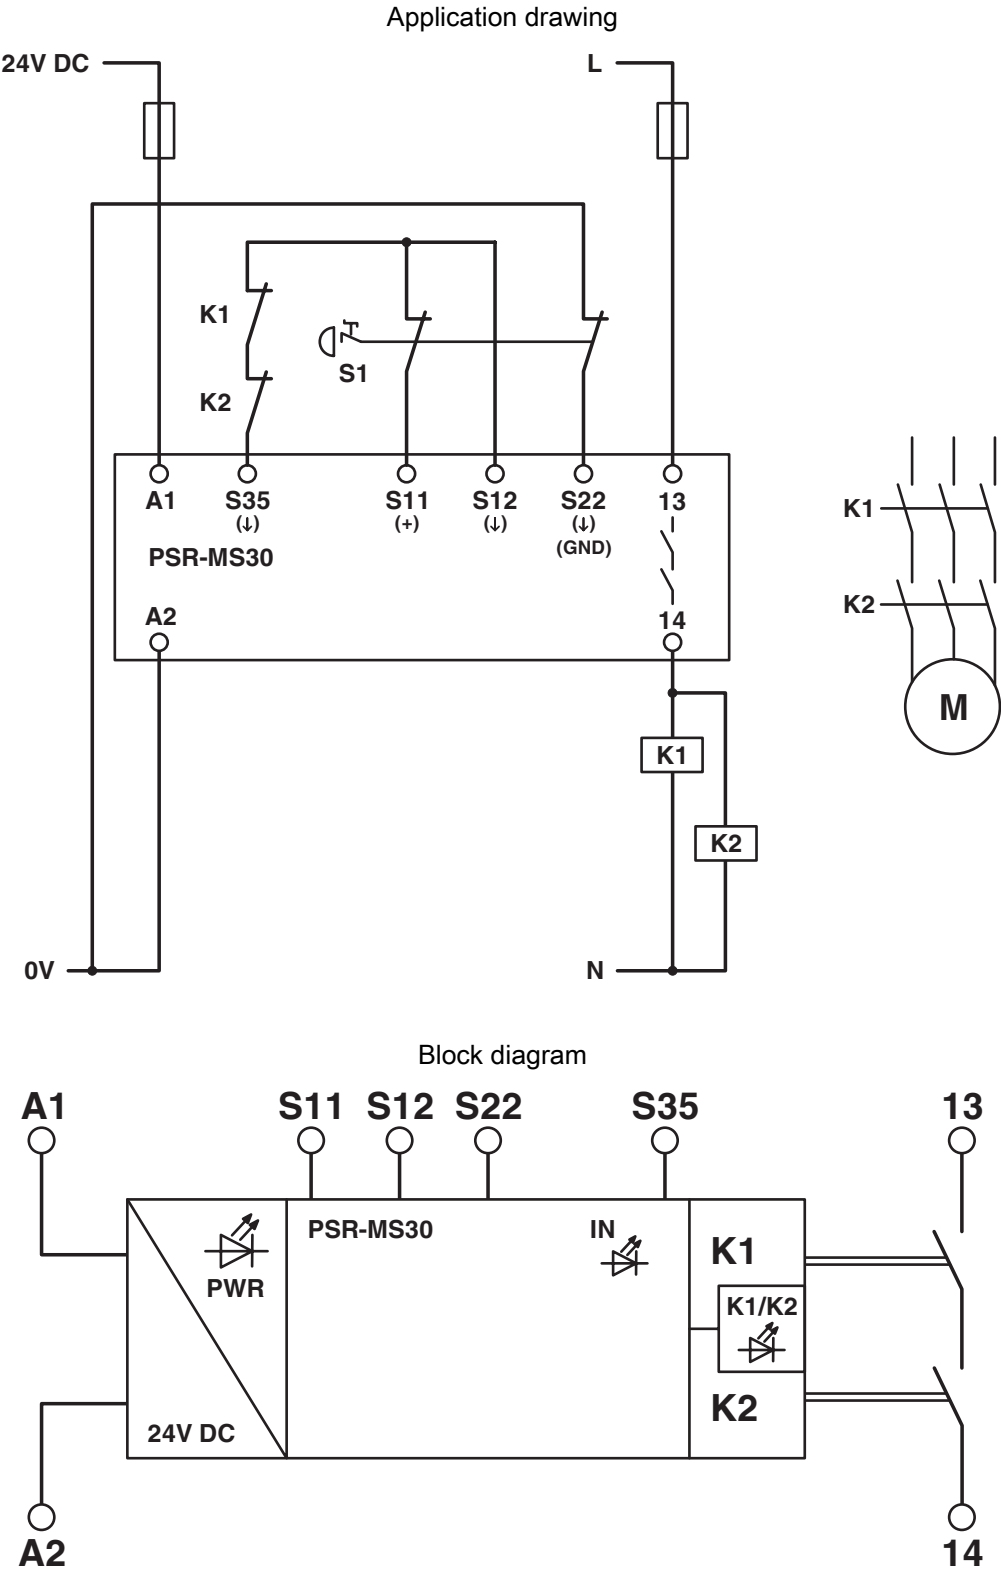 Application drawing
24V DC
L
K1
S1
K2
A1
S35
S11
S12
S22
13
(↓)
(+)
(↓)
(↓)
(GND)
PSR-MS30
A2
14
K1
K2
M
K1
K2
0V
N
Block diagram
A1
S11
S12
S22
S35
13
PSR-MS30
IN
K1
PWR
K1/K2
K2
24V DC
A2
14